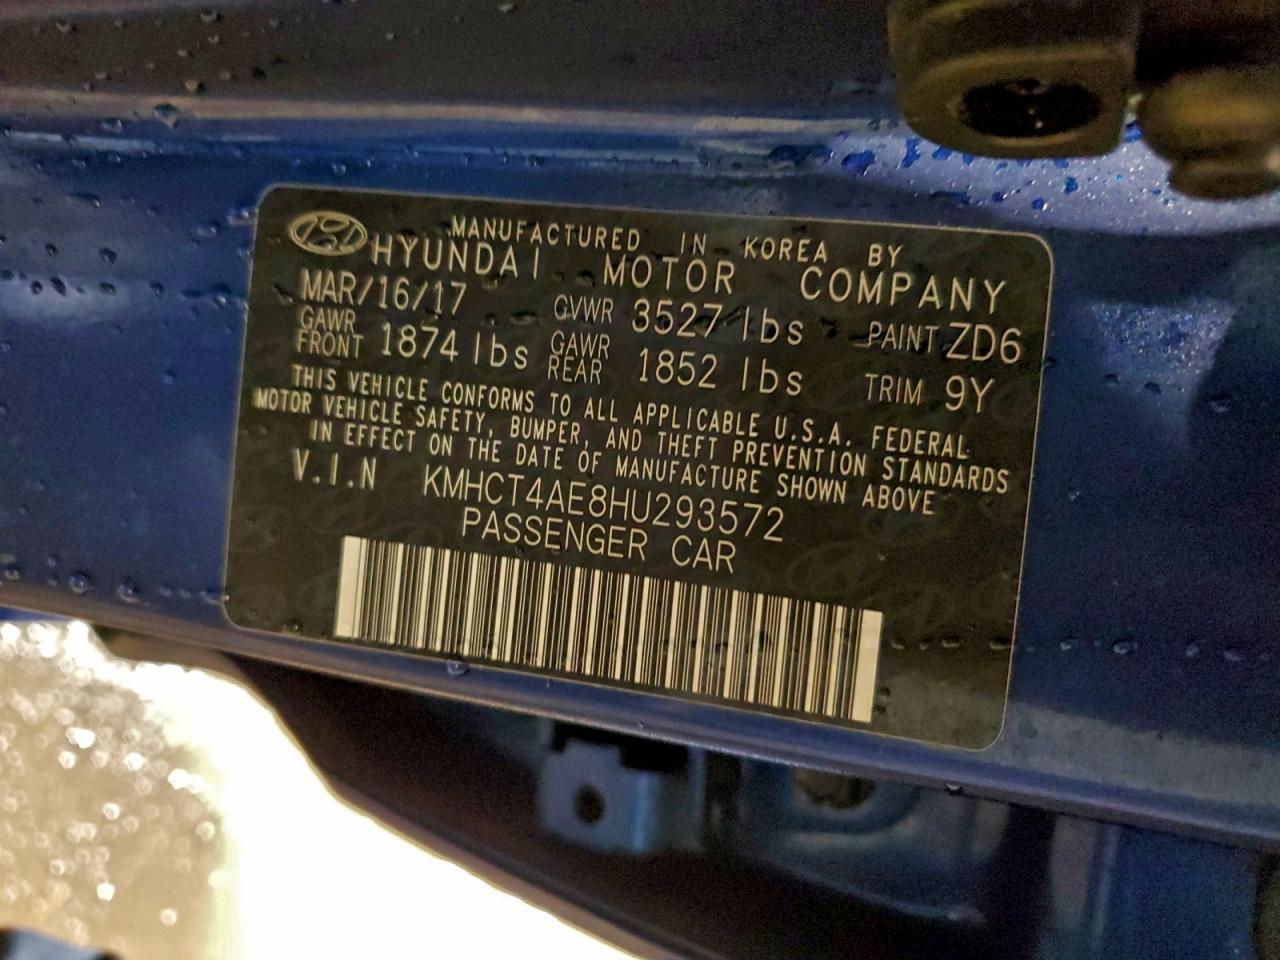 MANUFACTURED IN KOREA BY
HYUNDAI MOTOR COMPANY
MAR/16/17 GVWR 3527 lbs PAINT ZD6
GAWR FRONT 1874 lbs GAWR REAR 1852 lbs TRIM 9Y
THIS VEHICLE CONFORMS TO ALL APPLICABLE U.S.A. FEDERAL
MOTOR VEHICLE SAFETY, BUMPER, AND THEFT PREVENTION STANDARDS
IN EFFECT ON THE DATE OF MANUFACTURE SHOWN ABOVE
V.I.N KMHCT4AE8HU293572
PASSENGER CAR